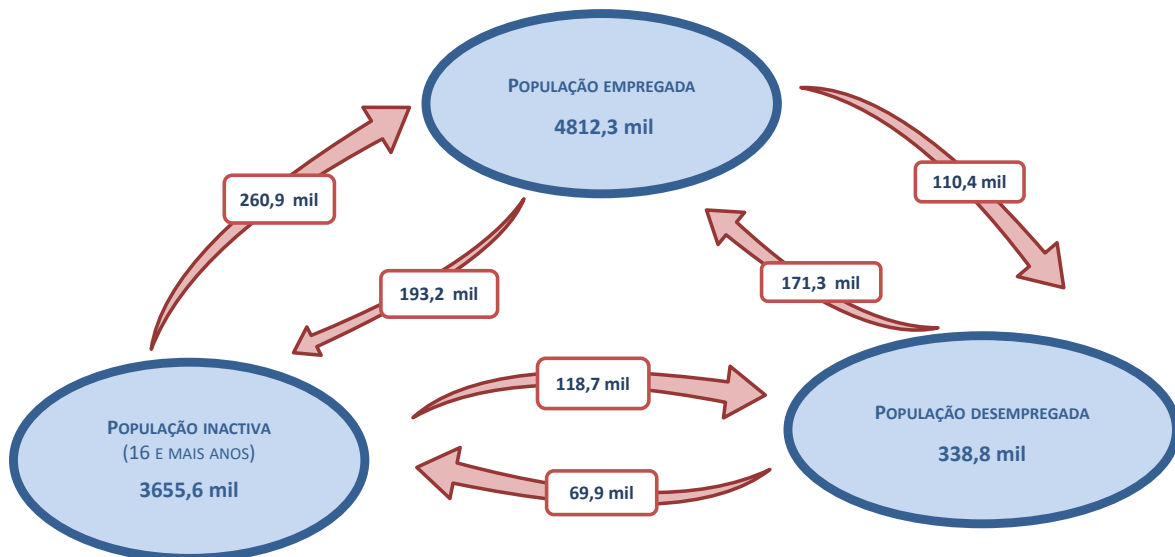 POPULAÇÃO EMPREGADA
4812,3 mil
260,9 mil
110,4 mil
193,2 mil
171,3 mil
118,7 mil
POPULAÇÃO INACTIVA
(16 E MAIS ANOS)
3655,6 mil
POPULAÇÃO DESEMPREGADA
338,8 mil
69,9 mil